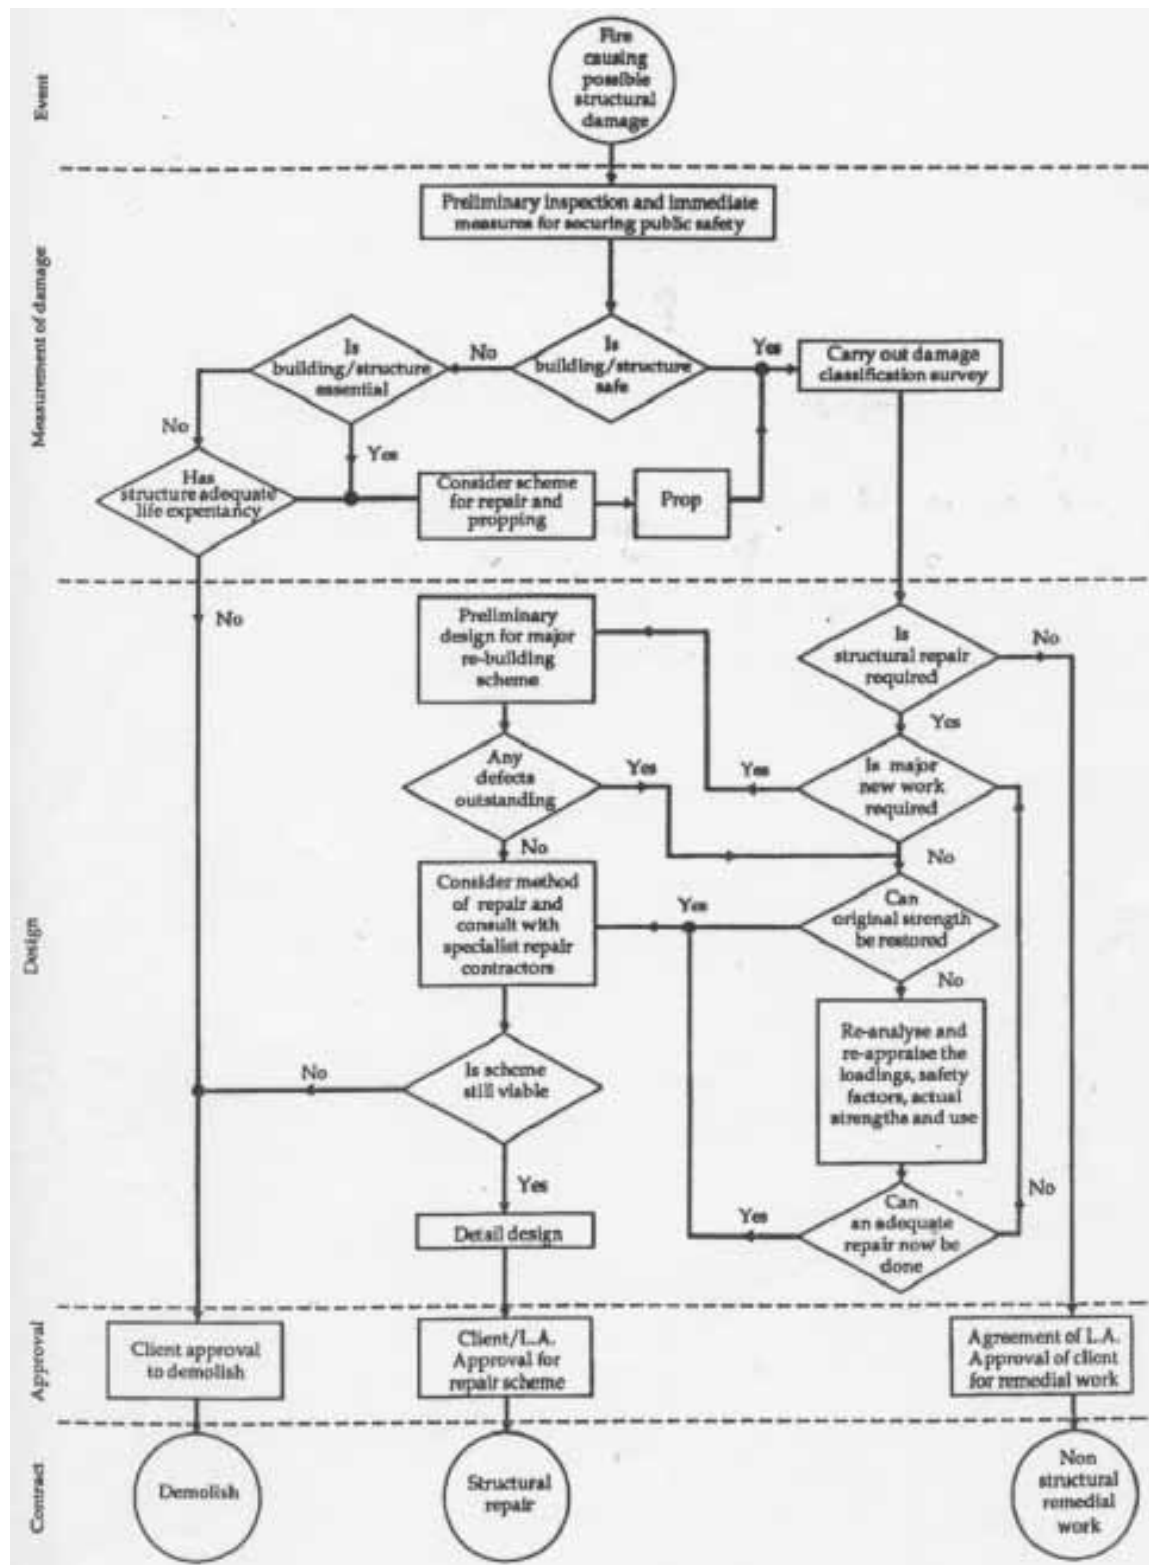 Event
Fire
causing
possible
structural
damage
Measurement of damage
Preliminary inspection and immediate
measures for securing public safety
Is
building/structure
essential
No
Is
building/structure
safe
Yes
Carry out damage
classification survey
No
Yes
Has
structure adequate
life expentancy
Consider scheme
for repair and
propping
Prop
Design
No
Preliminary
design for major
re-building
scheme
Is
structural repair
required
No
Yes
Any
defects
outstanding
Yes
Yes
Is major
new work
required
No
No
Consider method
of repair and
consult with
specialist repair
contractors
Yes
Can
original strength
be restored
No
Re-analyse and
re-appraise the
loadings, safety
factors, actual
strengths and use
No
Is scheme
still viable
Yes
Detail design
Yes
Can
an adequate
repair now be
done
No
Approval
Client approval
to demolish
Client/L.A.
Approval for
repair scheme
Agreement of L.A.
Approval of client
for remedial work
Contract
Demolish
Structural
repair
Non
structural
remedial
work